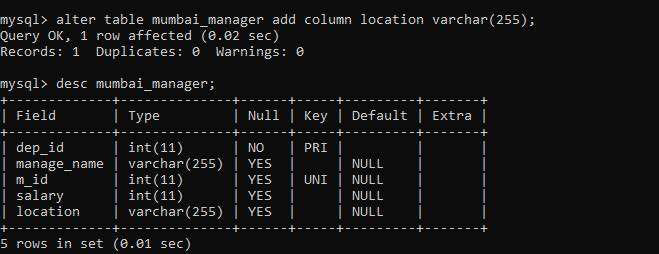 mysql> alter table mumbai_manager add column location varchar(255);
Query OK, 1 row affected (0.02 sec)
Records: 1  Duplicates: 0  Warnings: 0
mysql> desc mumbai_manager;
+-------------+--------------+------+-----+---------+-------+
| Field       | Type         | Null | Key | Default | Extra |
+-------------+--------------+------+-----+---------+-------+
| dep_id      | int(11)      | NO   | PRI |         |       |
| manage_name | varchar(255) | YES  |     | NULL    |       |
| m_id        | int(11)      | YES  | UNI | NULL    |       |
| salary      | int(11)      | YES  |     | NULL    |       |
| location    | varchar(255) | YES  |     | NULL    |       |
+-------------+--------------+------+-----+---------+-------+
5 rows in set (0.01 sec)